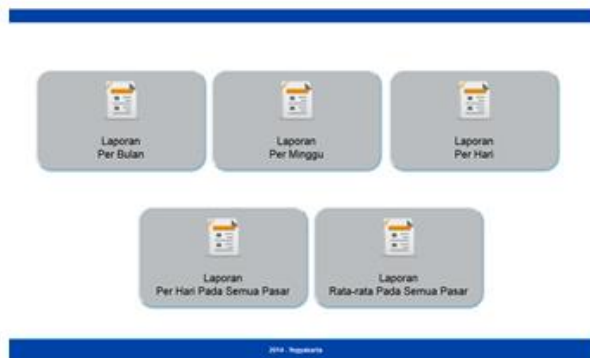 Laporan
Per Bulan
Laporan
Per Minggu
Laporan
Per Hari
Laporan
Per Hari Pada Semua Pasar
Laporan
Rata-rata Pada Semua Pasar
2014 - Yogyakarta